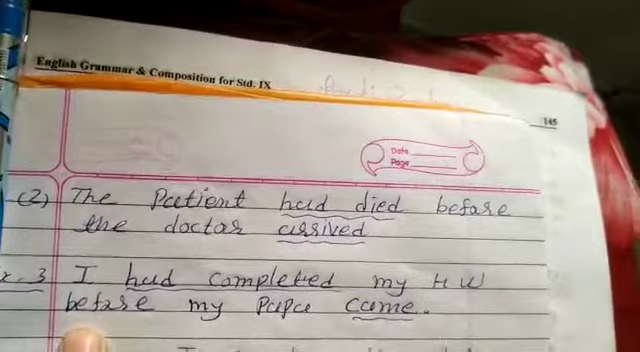 English Grammar & Composition for Std. IX
145
Date
Page
(2) The Patient had died before
the doctor arrived
x. 3 I had completed my H W
before my Papa came.